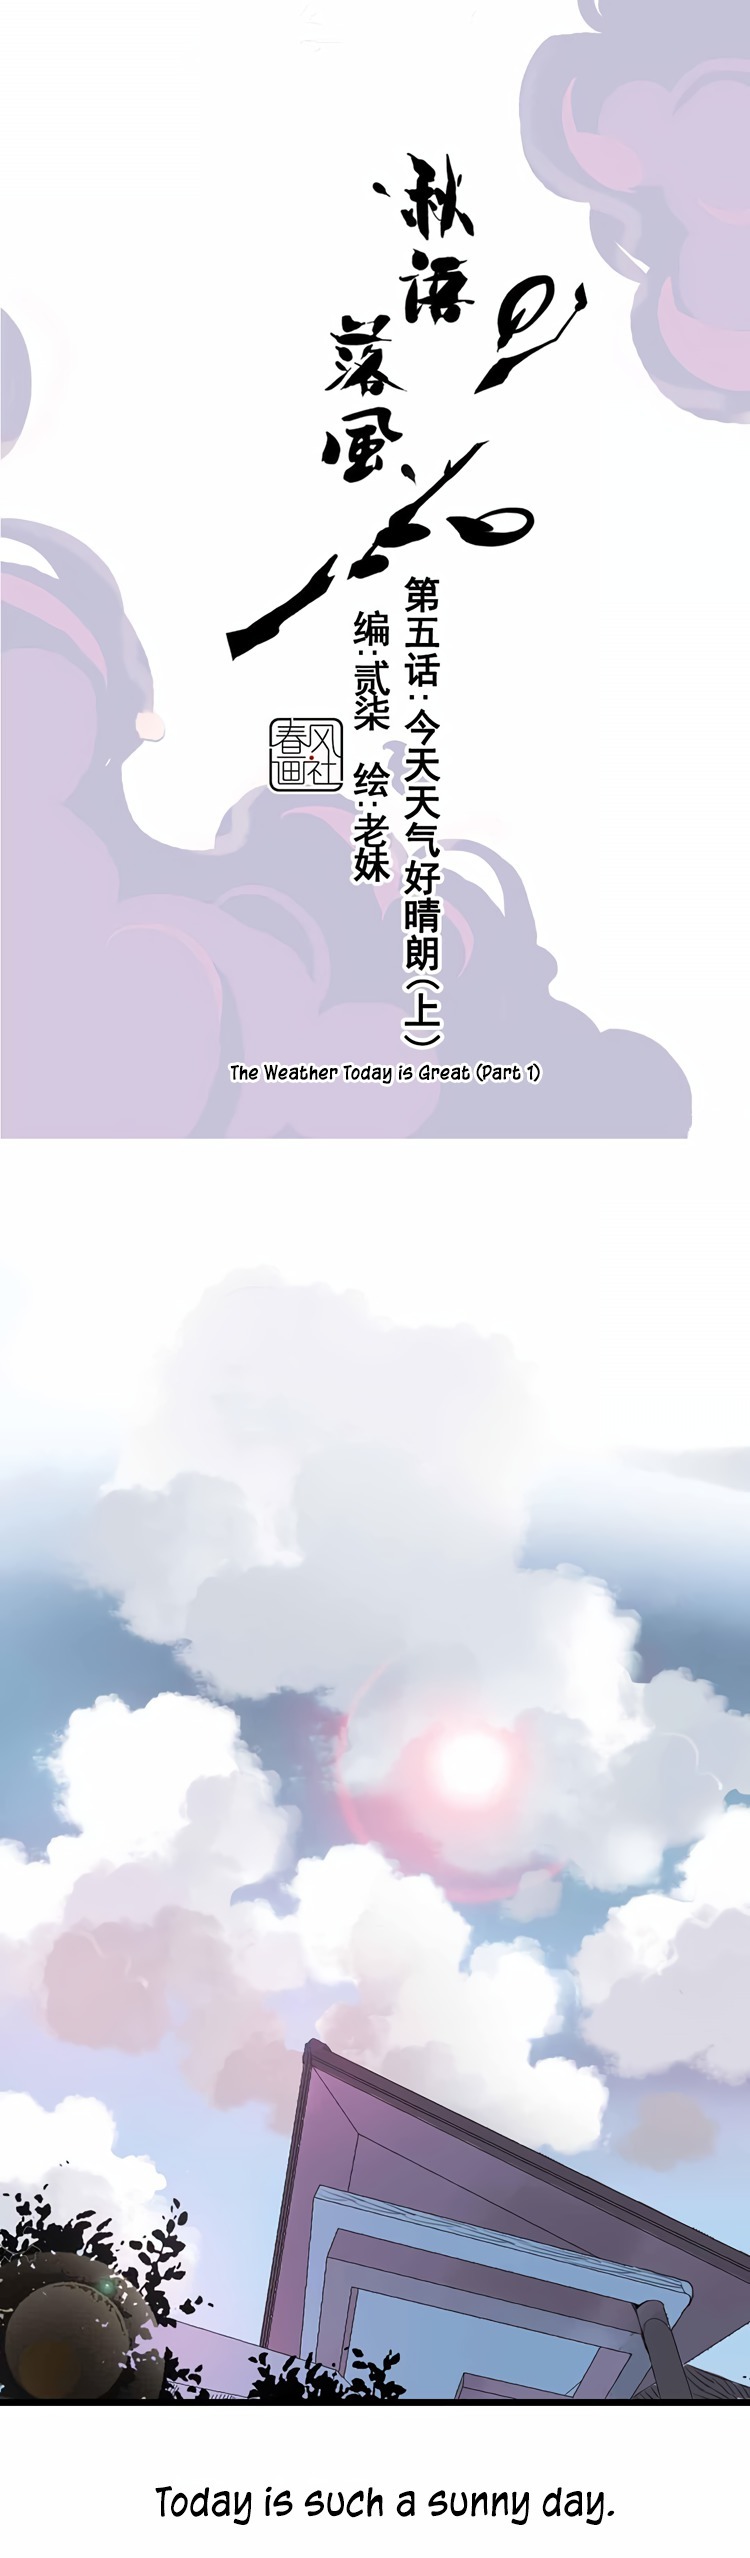 秋语
落风
第五话:今天天气好晴朗(上)
编:贰柒 绘:老妹
春风
画社
The Weather Today is Great (Part 1)
Today is such a sunny day.